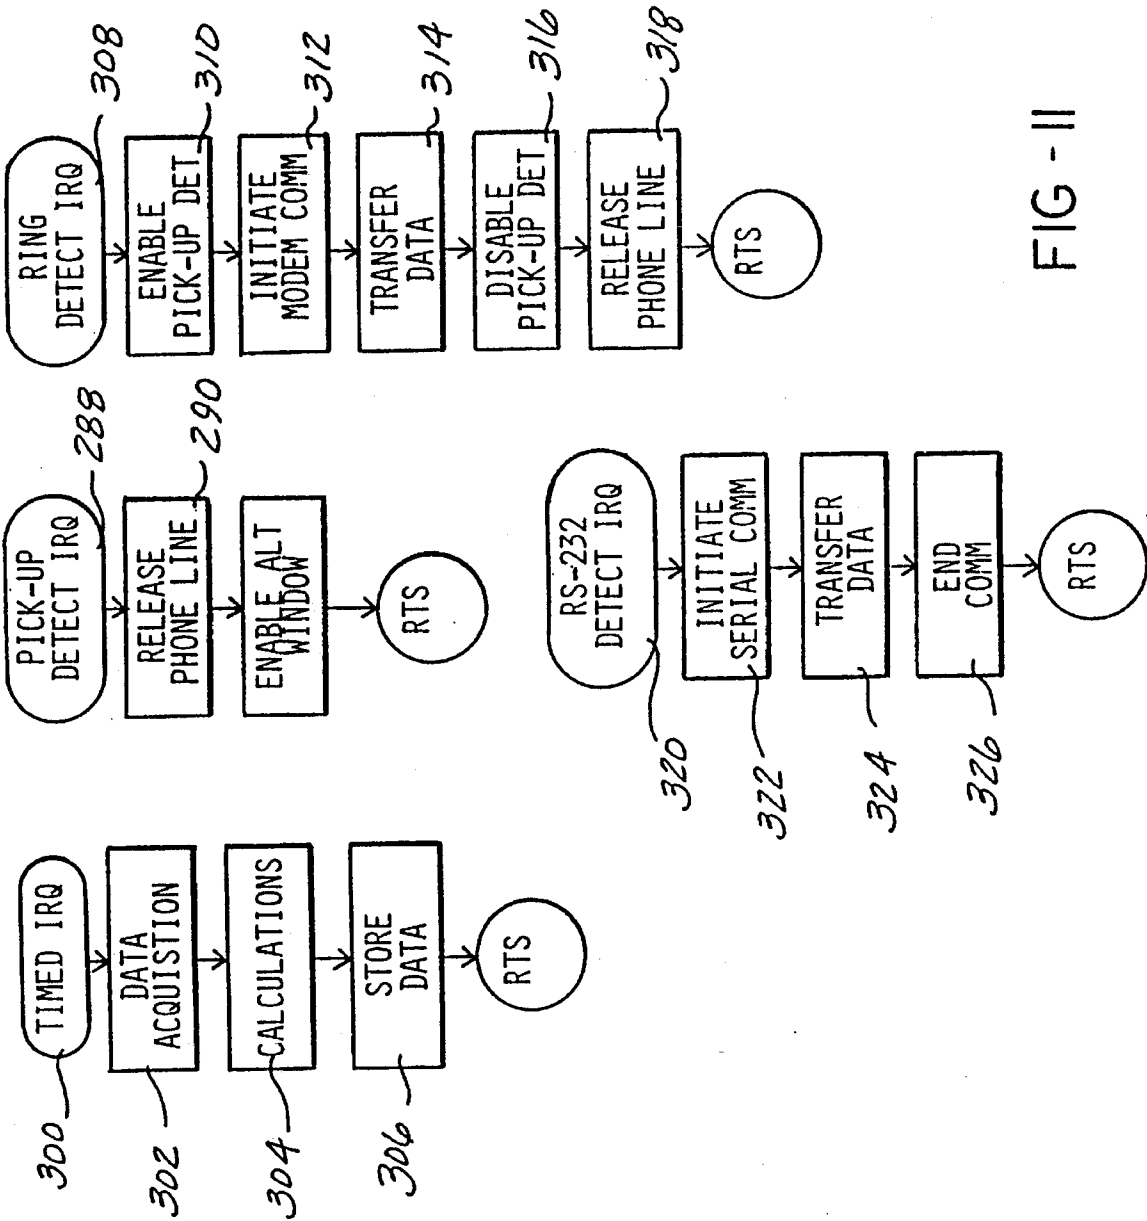 300
TIMED IRQ
302
DATA
ACQUISTION
304
CALCULATIONS
306
STORE
DATA
RTS
PICK-UP
DETECT IRQ
288
RELEASE
PHONE LINE
290
ENABLE ALT
WINDOW
RTS
RING
DETECT IRQ
308
ENABLE
PICK-UP DET
310
INITIATE
MODEM COMM
312
TRANSFER
DATA
314
DISABLE
PICK-UP DET
316
RELEASE
PHONE LINE
318
RTS
RS-232
DETECT IRQ
320
INITIATE
SERIAL COMM
322
TRANSFER
DATA
324
END
COMM
326
RTS
FIG-11